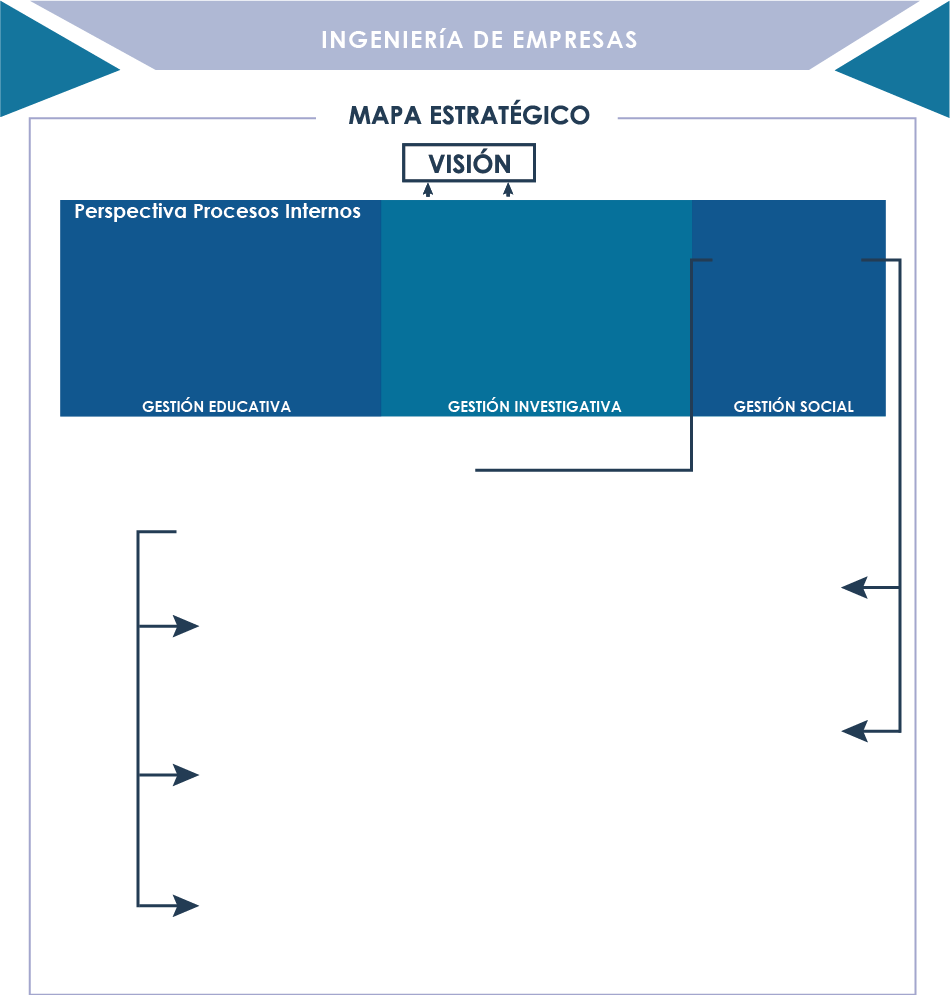 INGENIERíA DE EMPRESAS
MAPA ESTRATÉGICO
VISIÓN
Perspectiva Procesos Internos
GESTIÓN EDUCATIVA
GESTIÓN INVESTIGATIVA
GESTIÓN SOCIAL